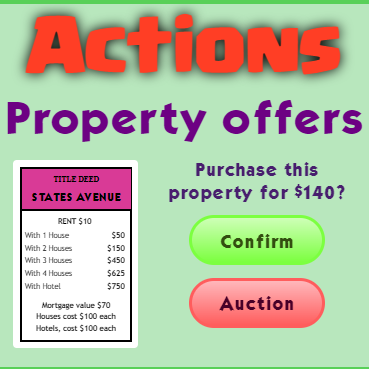 Actions
Property offers
TITLE DEED
STATES AVENUE
RENT $10
With 1 House $50
With 2 Houses $150
With 3 Houses $450
With 4 Houses $625
With Hotel $750
Mortgage value $70
Houses cost $100 each
Hotels, cost $100 each
Purchase this
property for $140?
Confirm
Auction